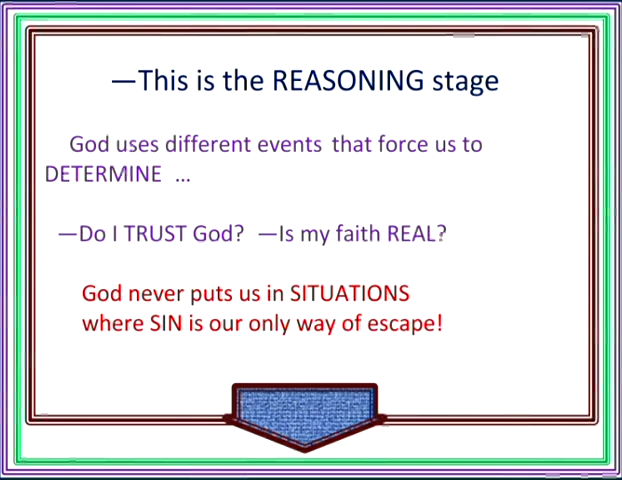 —This is the REASONING stage
God uses different events that force us to
DETERMINE ...
—Do I TRUST God? —Is my faith REAL?
God never puts us in SITUATIONS
where SIN is our only way of escape!